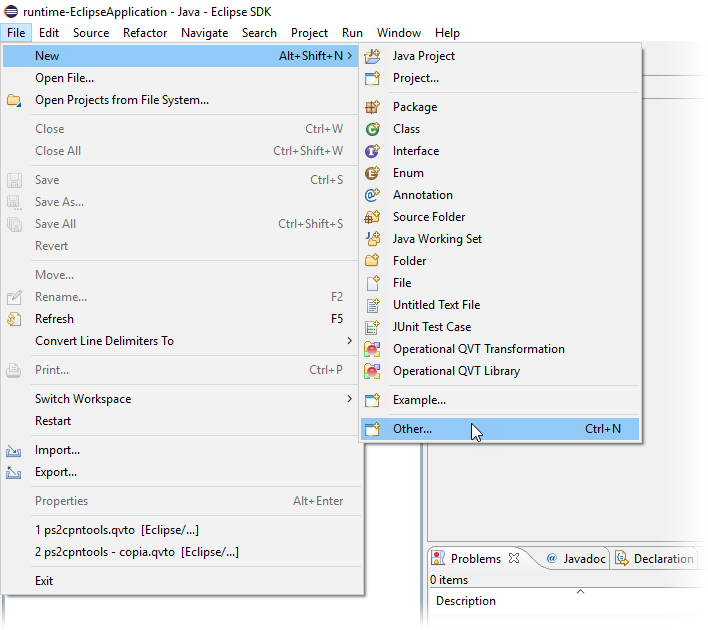 runtime-EclipseApplication - Java - Eclipse SDK
File Edit Source Refactor Navigate Search Project Run Window Help
New Alt+Shift+N >
Open File...
Open Projects from File System...
Close Ctrl+W
Close All Ctrl+Shift+W
Save Ctrl+S
Save As...
Save All Ctrl+Shift+S
Revert
Move...
Rename... F2
Refresh F5
Convert Line Delimiters To >
Print... Ctrl+P
Switch Workspace >
Restart
Import...
Export...
Properties Alt+Enter
1 ps2cpntools.qvto [Eclipse/...]
2 ps2cpntools - copia.qvto [Eclipse/...]
Exit
Java Project
Project...
Package
Class
Interface
Enum
Annotation
Source Folder
Java Working Set
Folder
File
Untitled Text File
JUnit Test Case
Operational QVT Transformation
Operational QVT Library
Example...
Other... Ctrl+N
Problems @ Javadoc Declaration
0 items
Description